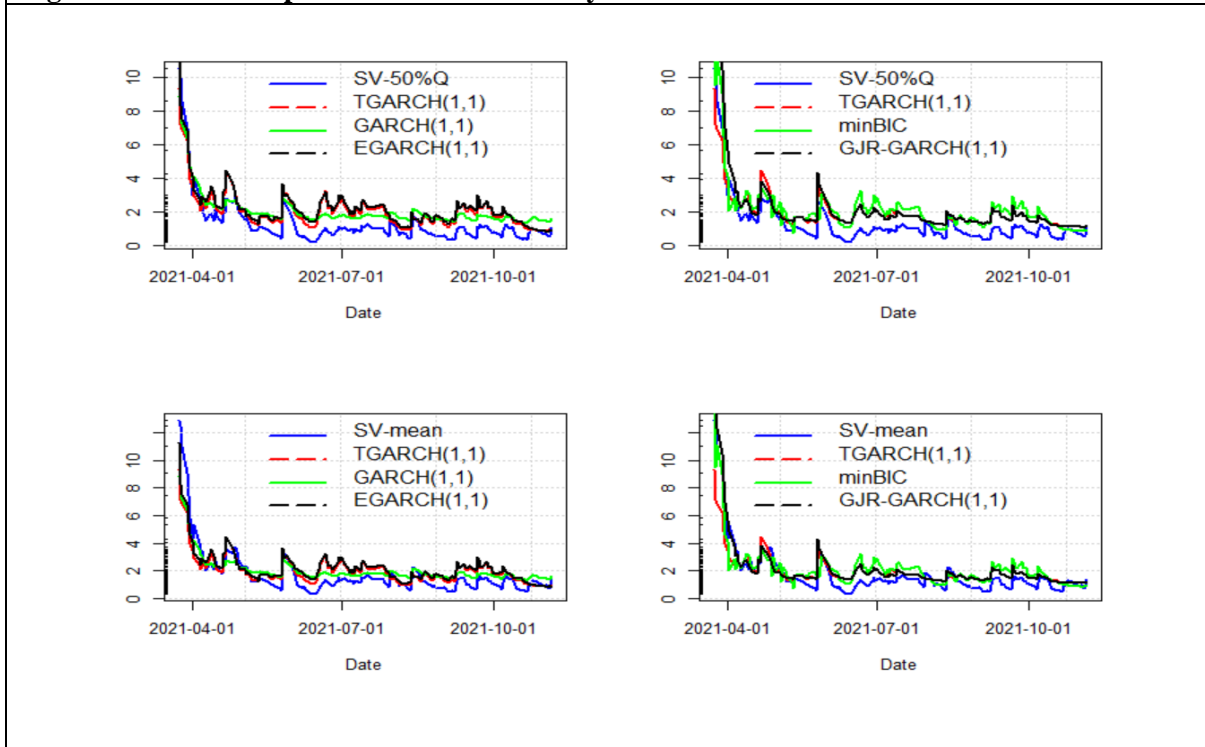 SV-50%Q
TGARCH(1,1)
GARCH(1,1)
EGARCH(1,1)
10
8
6
4
2
0
2021-04-01 2021-07-01 2021-10-01
Date
SV-50%Q
TGARCH(1,1)
minBIC
GJR-GARCH(1,1)
10
8
6
4
2
0
2021-04-01 2021-07-01 2021-10-01
Date
SV-mean
TGARCH(1,1)
GARCH(1,1)
EGARCH(1,1)
10
8
6
4
2
0
2021-04-01 2021-07-01 2021-10-01
Date
SV-mean
TGARCH(1,1)
minBIC
GJR-GARCH(1,1)
10
8
6
4
2
0
2021-04-01 2021-07-01 2021-10-01
Date